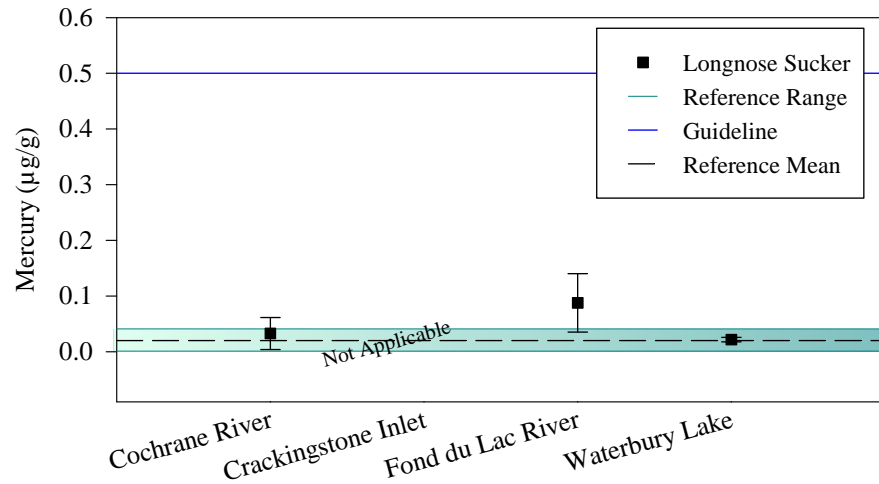 Mercury (µg/g)
0.6
0.5
0.4
0.3
0.2
0.1
0.0
Longnose Sucker
Reference Range
Guideline
Reference Mean
Not Applicable
Cochrane River
Crackingstone Inlet
Fond du Lac River
Waterbury Lake